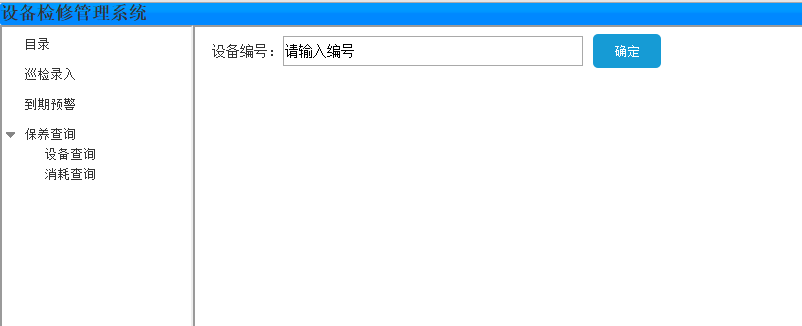 设备检修管理系统
目录
巡检录入
到期预警
保养查询
设备查询
消耗查询
设备编号：请输入编号 确定